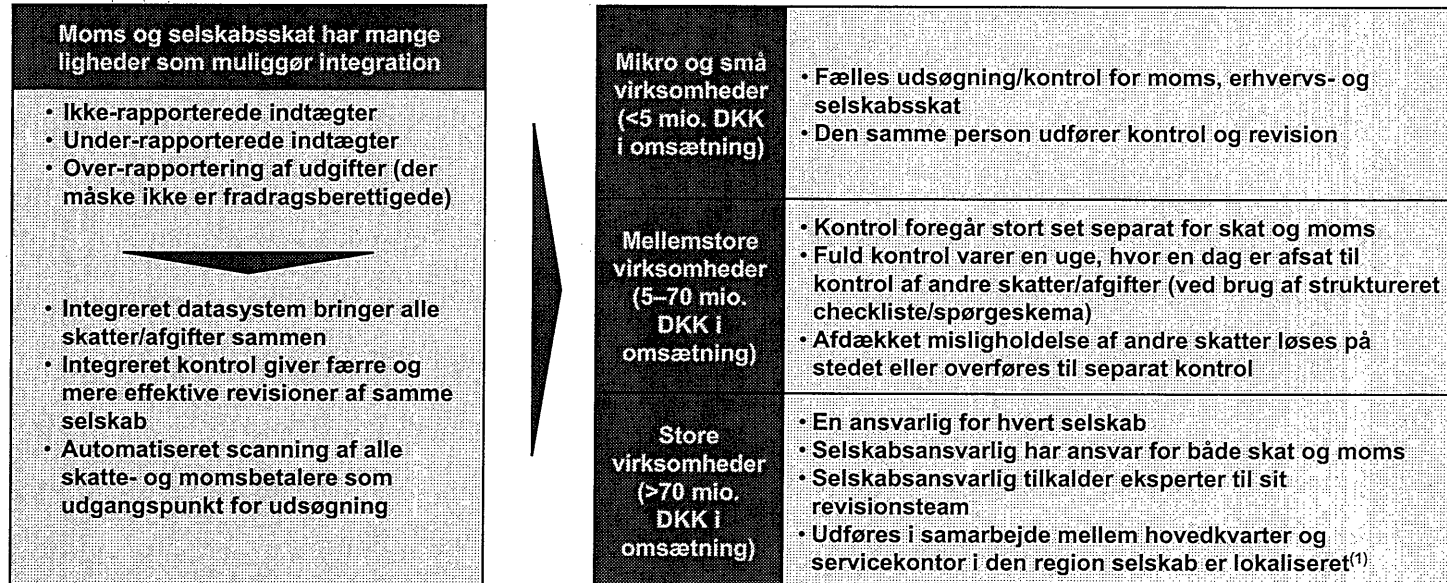 Moms og selskabsskat har mange
ligheder som muliggør integration
• Ikke-rapporterede indtægter
• Under-rapporterede indtægter
• Over-rapportering af udgifter (der
måske ikke er fradragsberettigede)
• Integreret datasystem bringer alle
skatter/afgifter sammen
• Integreret kontrol giver færre og
mere effektive revisioner af samme
selskab
• Automatiseret scanning af alle
skatte- og momsbetalere som
udgangspunkt for udsøgning
Mikro og små
virksomheder
(<5 mio. DKK
i omsætning)
• Fælles udsøgning/kontrol for moms, erhvervs- og
selskabsskat
• Den samme person udfører kontrol og revision
Mellemstore
virksomheder
(5–70 mio.
DKK i
omsætning)
• Kontrol foregår stort set separat for skat og moms
• Fuld kontrol varer en uge, hvor en dag er afsat til
kontrol af andre skatter/afgifter (ved brug af struktureret
checkliste/spørgeskema)
• Afdækket misligholdelse af andre skatter løses på
stedet eller overføres til separat kontrol
Store
virksomheder
(>70 mio.
DKK i
omsætning)
• En ansvarlig for hvert selskab
• Selskabsansvarlig har ansvar for både skat og moms
• Selskabsansvarlig tilkalder eksperter til sit
revisionsteam
• Udføres i samarbejde mellem hovedkvarter og
servicekontor i den region selskab er lokaliseret(1)